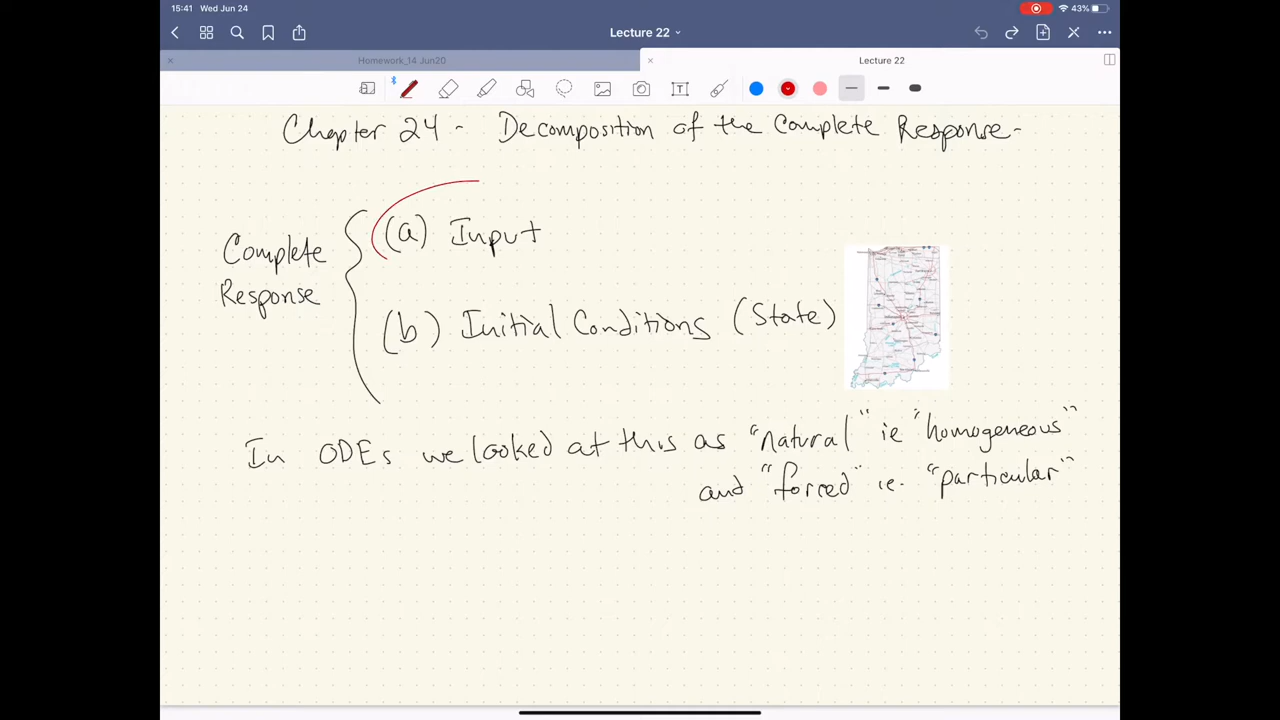 15:41 Wed Jun 24
43%
Lecture 22
Homework_14 Jun20
Lecture 22
Chapter 24 - Decomposition of the Complete Response-
(a) Input
Complete
Response
(b) Initial Conditions (State)
In ODEs we looked at this as "natural" ie "homogeneous"
and "forced" i.e. "particular"